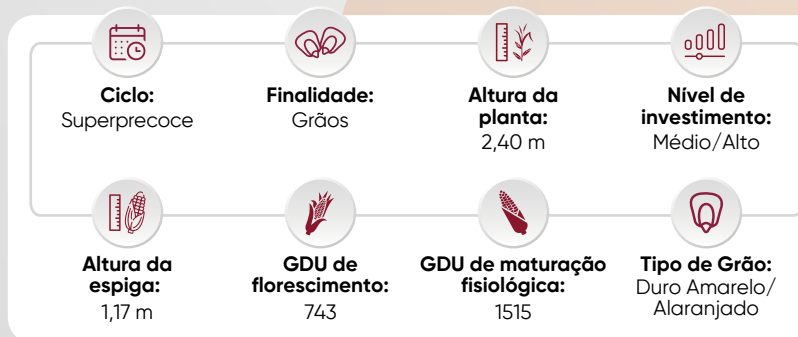 Ciclo:
Superprecoce
Finalidade:
Grãos
Altura da
planta:
2,40 m
Nível de
investimento:
Médio/Alto
Altura da
espiga:
1,17 m
GDU de
florescimento:
743
GDU de maturação
fisiológica:
1515
Tipo de Grão:
Duro Amarelo/
Alaranjado